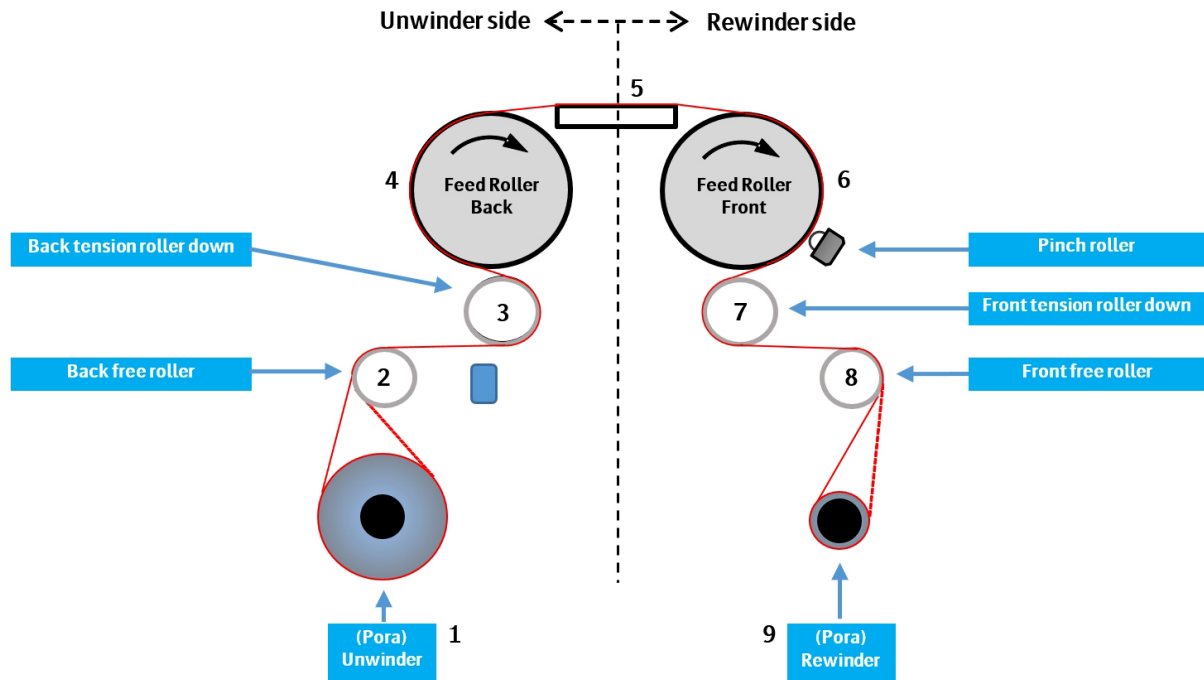 Unwinder side
Rewinder side
5
4
Feed Roller
Back
Feed Roller
Front
6
Back tension roller down
Pinch roller
3
7
Front tension roller down
Back free roller
2
8
Front free roller
(Pora)
Unwinder
1
9
(Pora)
Rewinder